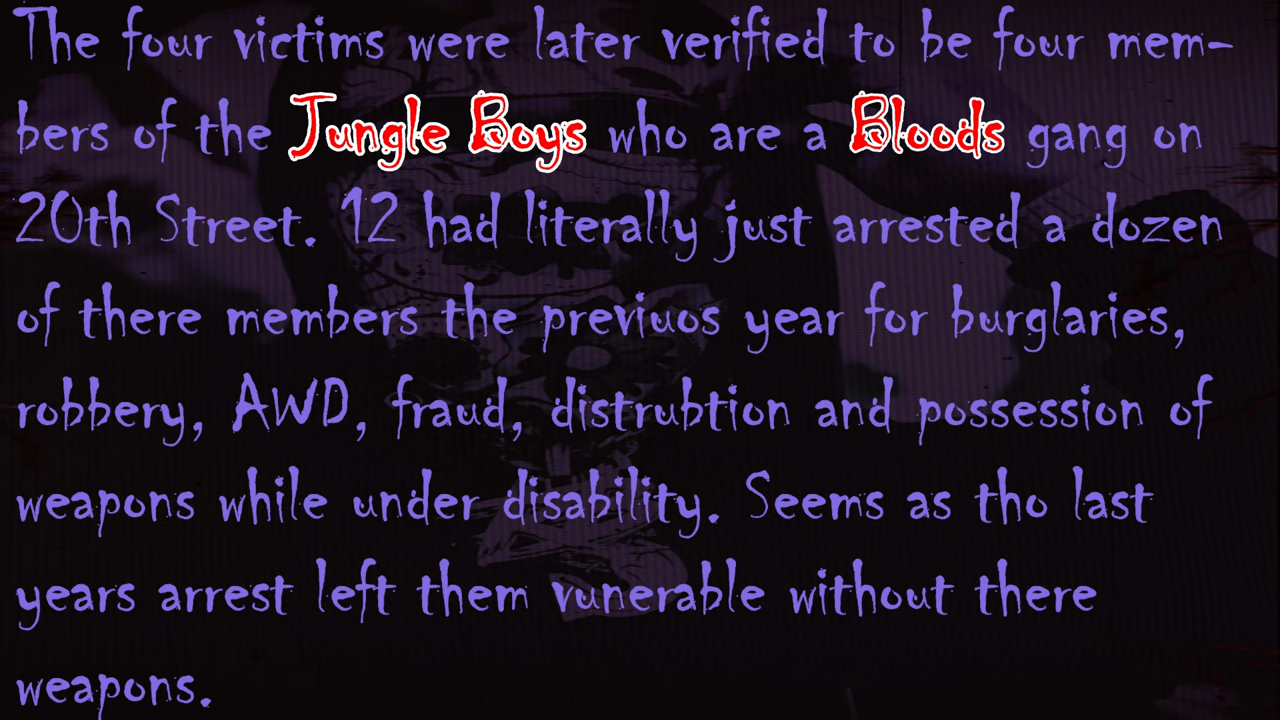 The four victims were later verified to be four mem-
bers of the Jungle Boys who are a Bloods gang on
20th Street. 12 had literally just arrested a dozen
of there members the previuos year for burglaries,
robbery, AWD, fraud, distrubtion and possession of
weapons while under disability. Seems as tho last
years arrest left them vunerable without there
weapons.